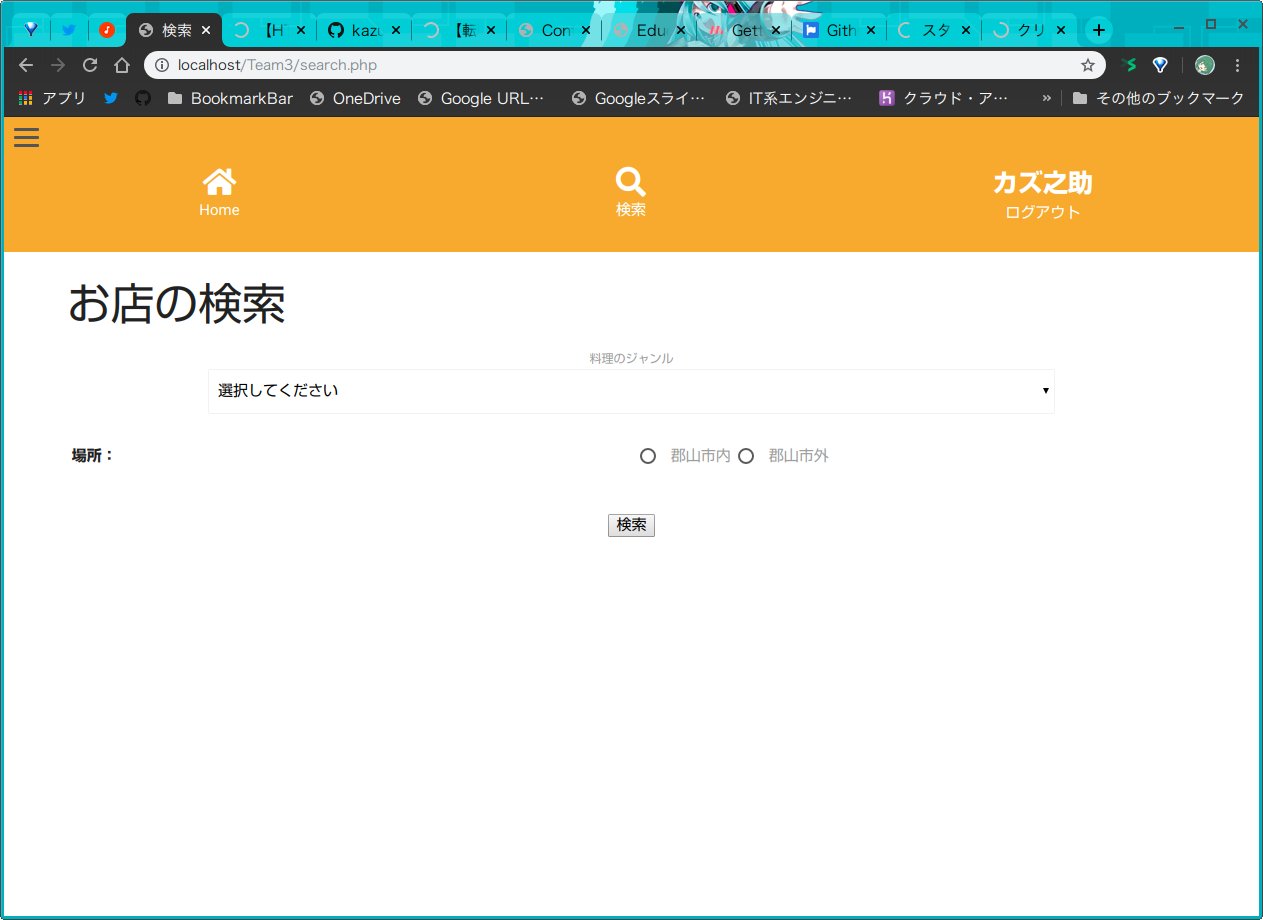 検索 【H kazu 【転 Con Edu Gett Gith スタ クリ
localhost/Team3/search.php
アプリ BookmarkBar OneDrive Google URL… Googleスライ… IT系エンジニ… クラウド・ア… » その他のブックマーク
Home 検索 カズ之助
ログアウト
お店の検索
料理のジャンル
選択してください
場所： 郡山市内 郡山市外
検索